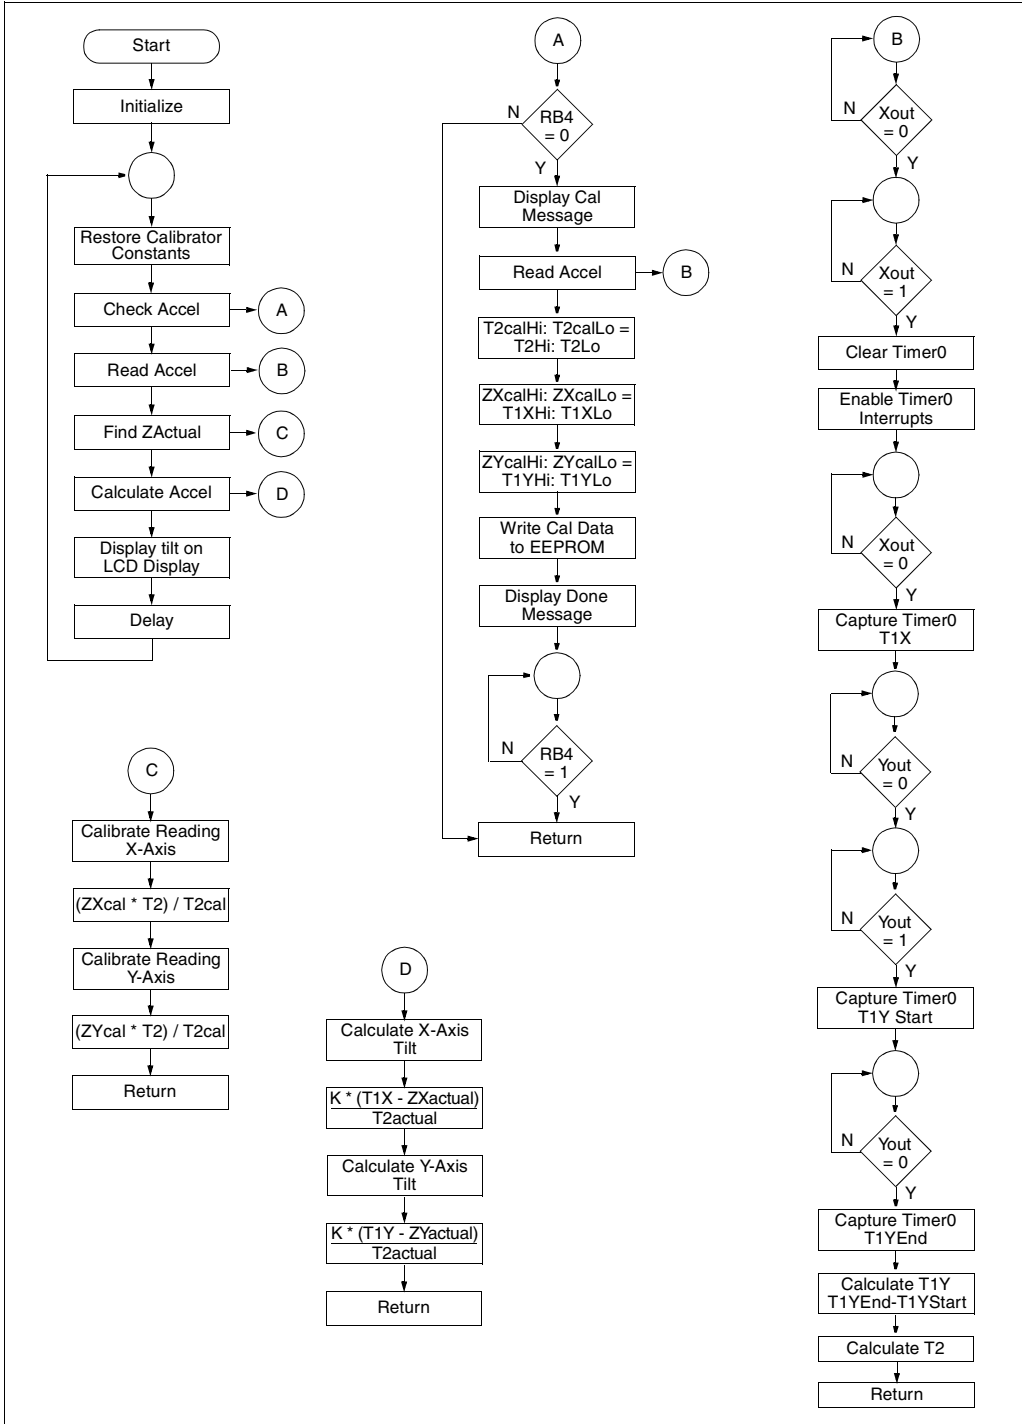 Start
Initialize
Restore Calibrator
Constants
Check Accel
A
Read Accel
B
Find ZActual
C
Calculate Accel
D
Display tilt on
LCD Display
Delay
C
Calibrate Reading
X-Axis
(ZXcal * T2) / T2cal
Calibrate Reading
Y-Axis
(ZYcal * T2) / T2cal
Return
A
N
RB4
= 0
Y
Display Cal
Message
Read Accel
B
T2calHi: T2calLo =
T2Hi: T2Lo
ZXcalHi: ZXcalLo =
T1XHi: T1XLo
ZYcalHi: ZYcalLo =
T1YHi: T1YLo
Write Cal Data
to EEPROM
Display Done
Message
N
RB4
= 1
Y
Return
D
Calculate X-Axis
Tilt
K * (T1X - ZXactual)
T2actual
Calculate Y-Axis
Tilt
K * (T1Y - ZYactual)
T2actual
Return
B
N
Xout
= 0
Y
N
Xout
= 1
Y
Clear Timer0
Enable Timer0
Interrupts
N
Xout
= 0
Y
Capture Timer0
T1X
N
Yout
= 0
Y
N
Yout
= 1
Y
Capture Timer0
T1Y Start
N
Yout
= 0
Y
Capture Timer0
T1YEnd
Calculate T1Y
T1YEnd-T1YStart
Calculate T2
Return